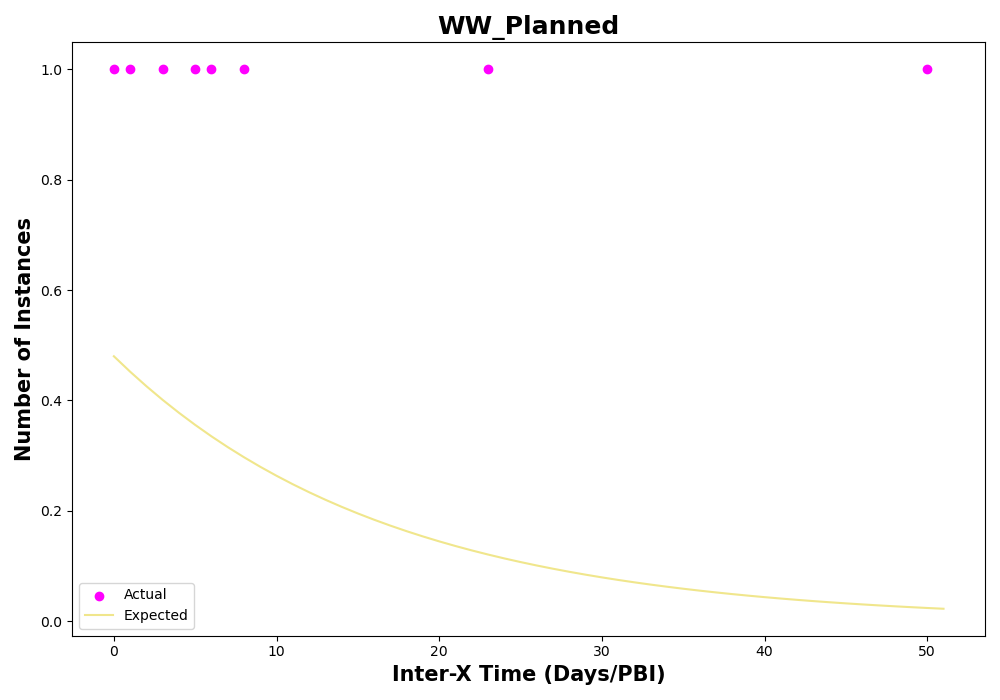 WW_Planned
Number of Instances
1.0
0.8
0.6
0.4
0.2
0.0
Actual
Expected
0 10 20 30 40 50
Inter-X Time (Days/PBI)